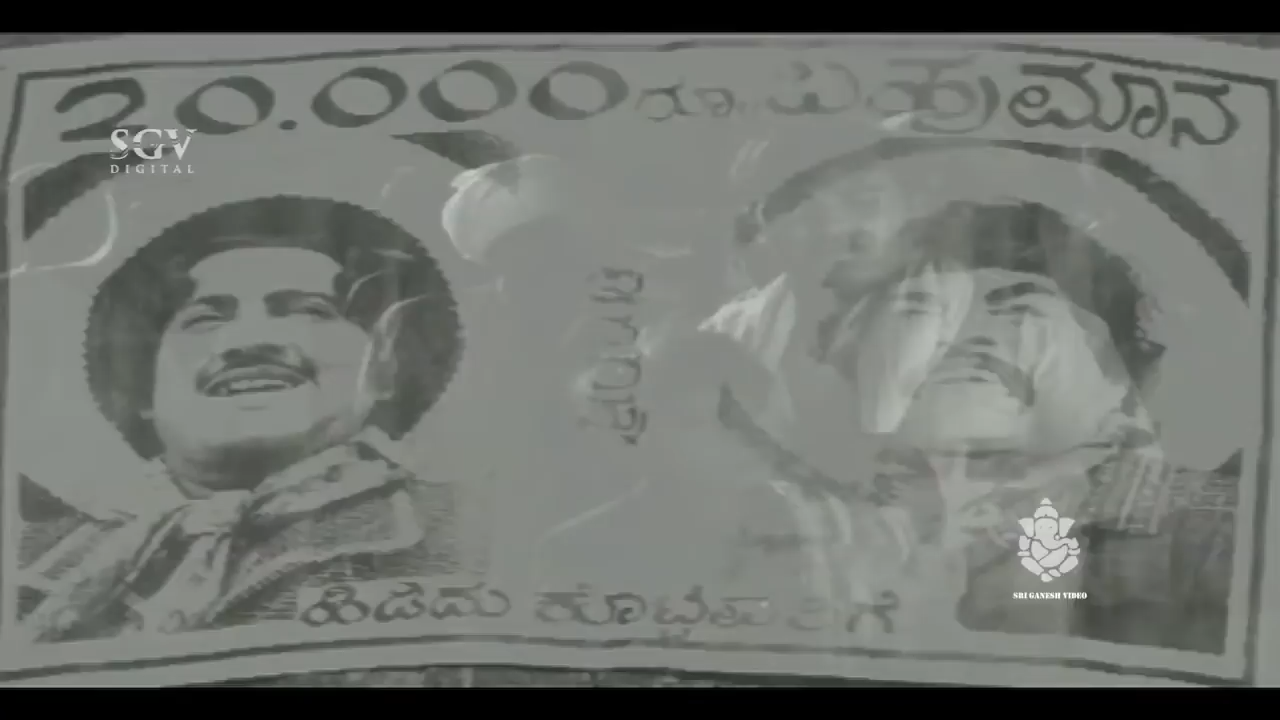 20.000 ರೂ. ಬಹುಮಾನ
SGV
DIGITAL
ಹಿಡಿದು ಕೊಟ್ಟವರಿಗೆ
SRI GANESH VIDEO